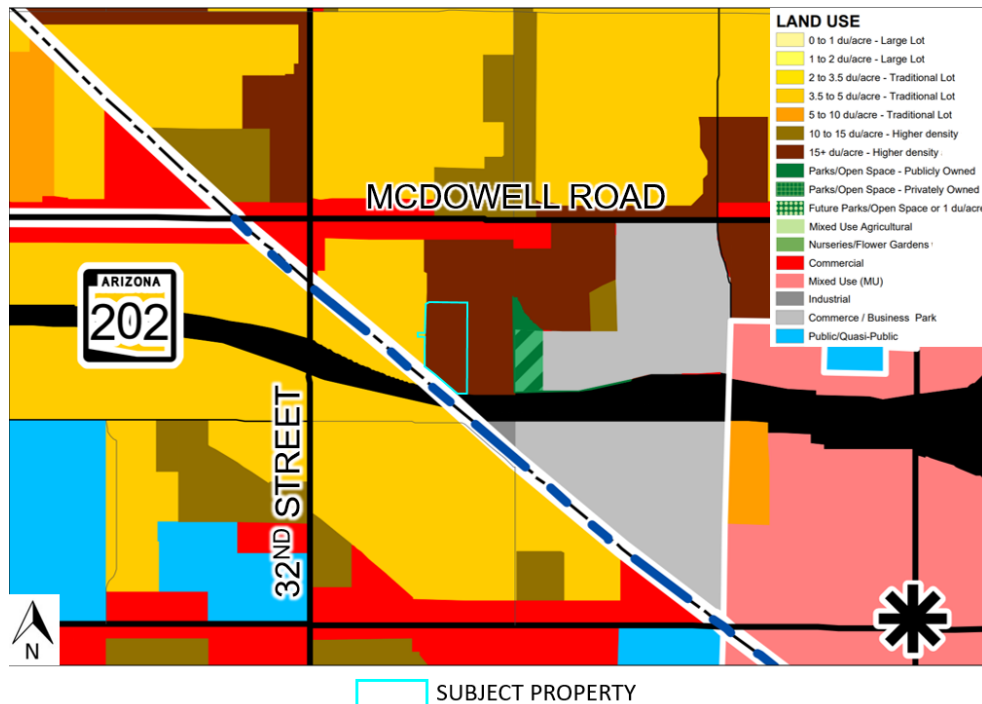 LAND USE
0 to 1 du/acre - Large Lot
1 to 2 du/acre - Large Lot
2 to 3.5 du/acre - Traditional Lot
3.5 to 5 du/acre - Traditional Lot
5 to 10 du/acre - Traditional Lot
10 to 15 du/acre - Higher density
15+ du/acre - Higher density
Parks/Open Space - Publicly Owned
Parks/Open Space - Privately Owned
Future Parks/Open Space or 1 du/acre
Mixed Use Agricultural
Nurseries/Flower Gardens
Commercial
Mixed Use (MU)
Industrial
Commerce / Business Park
Public/Quasi-Public
MCDOWELL ROAD
ARIZONA
202
32ND STREET
N
SUBJECT PROPERTY